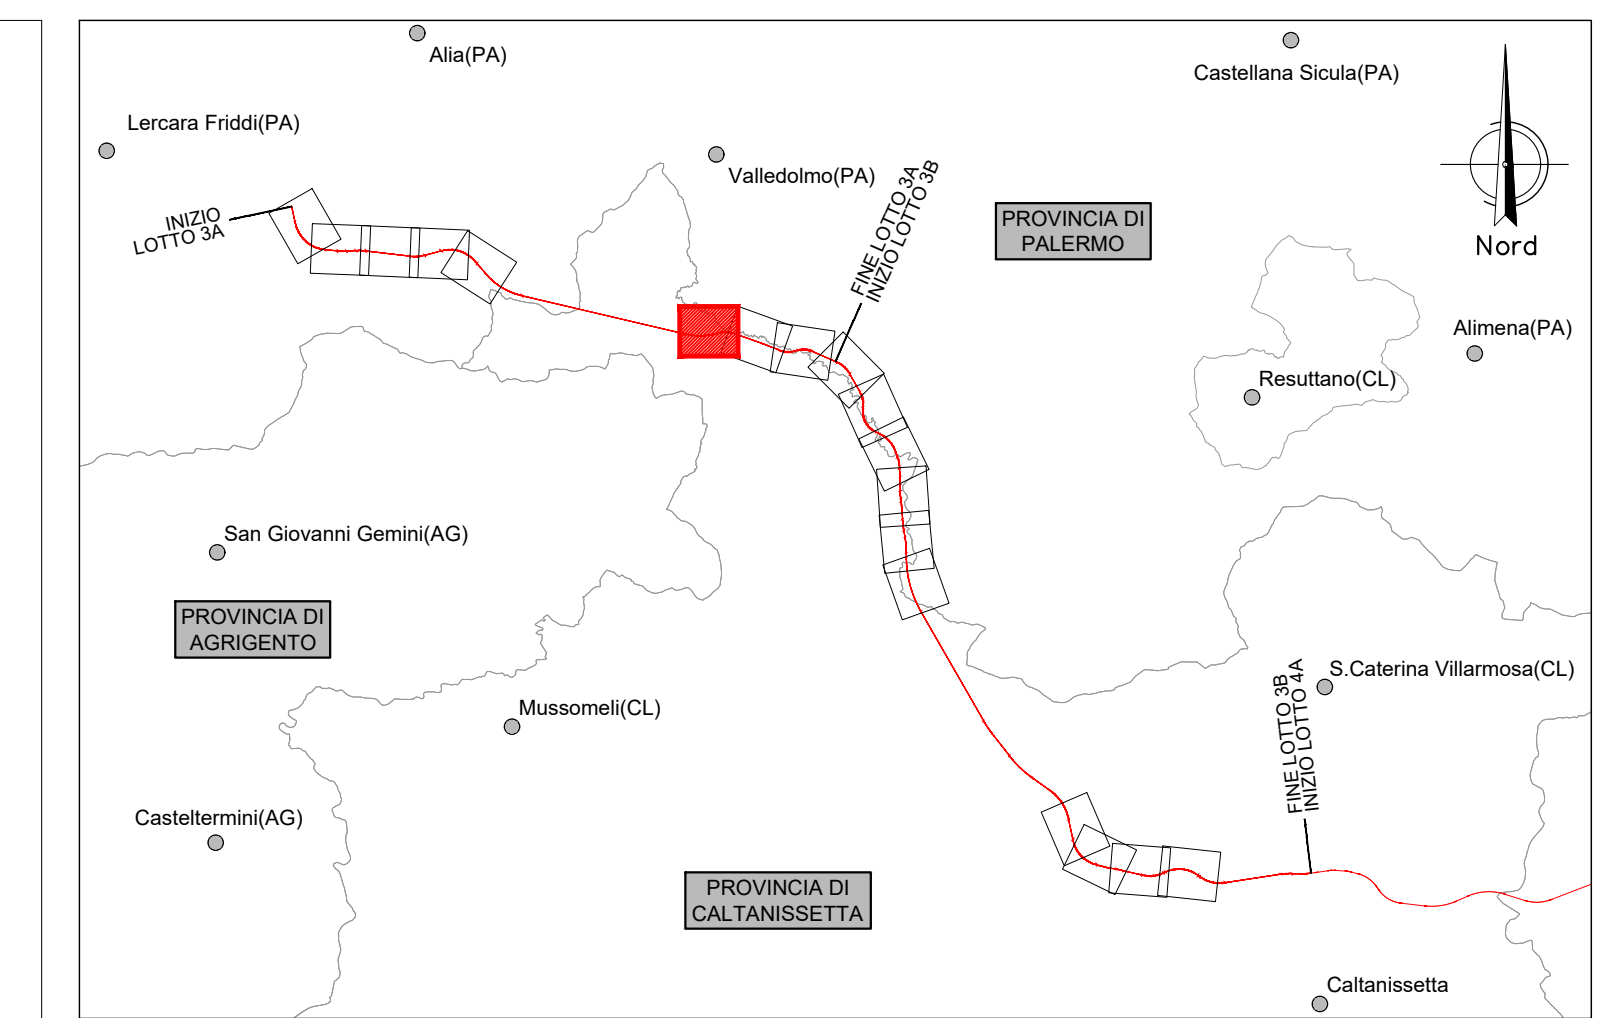 Alia(PA)
Castellana Sicula(PA)
Lercara Friddi(PA)
Valledolmo(PA)
INIZIO
LOTTO 3A
FINE LOTTO 3A
INIZIO LOTTO 3B
PROVINCIA DI
PALERMO
Nord
Alimena(PA)
Resuttano(CL)
San Giovanni Gemini(AG)
PROVINCIA DI
AGRIGENTO
S.Caterina Villarmosa(CL)
Mussomeli(CL)
FINE LOTTO 3B
INIZIO LOTTO 4A
Casteltermini(AG)
PROVINCIA DI
CALTANISSETTA
Caltanissetta